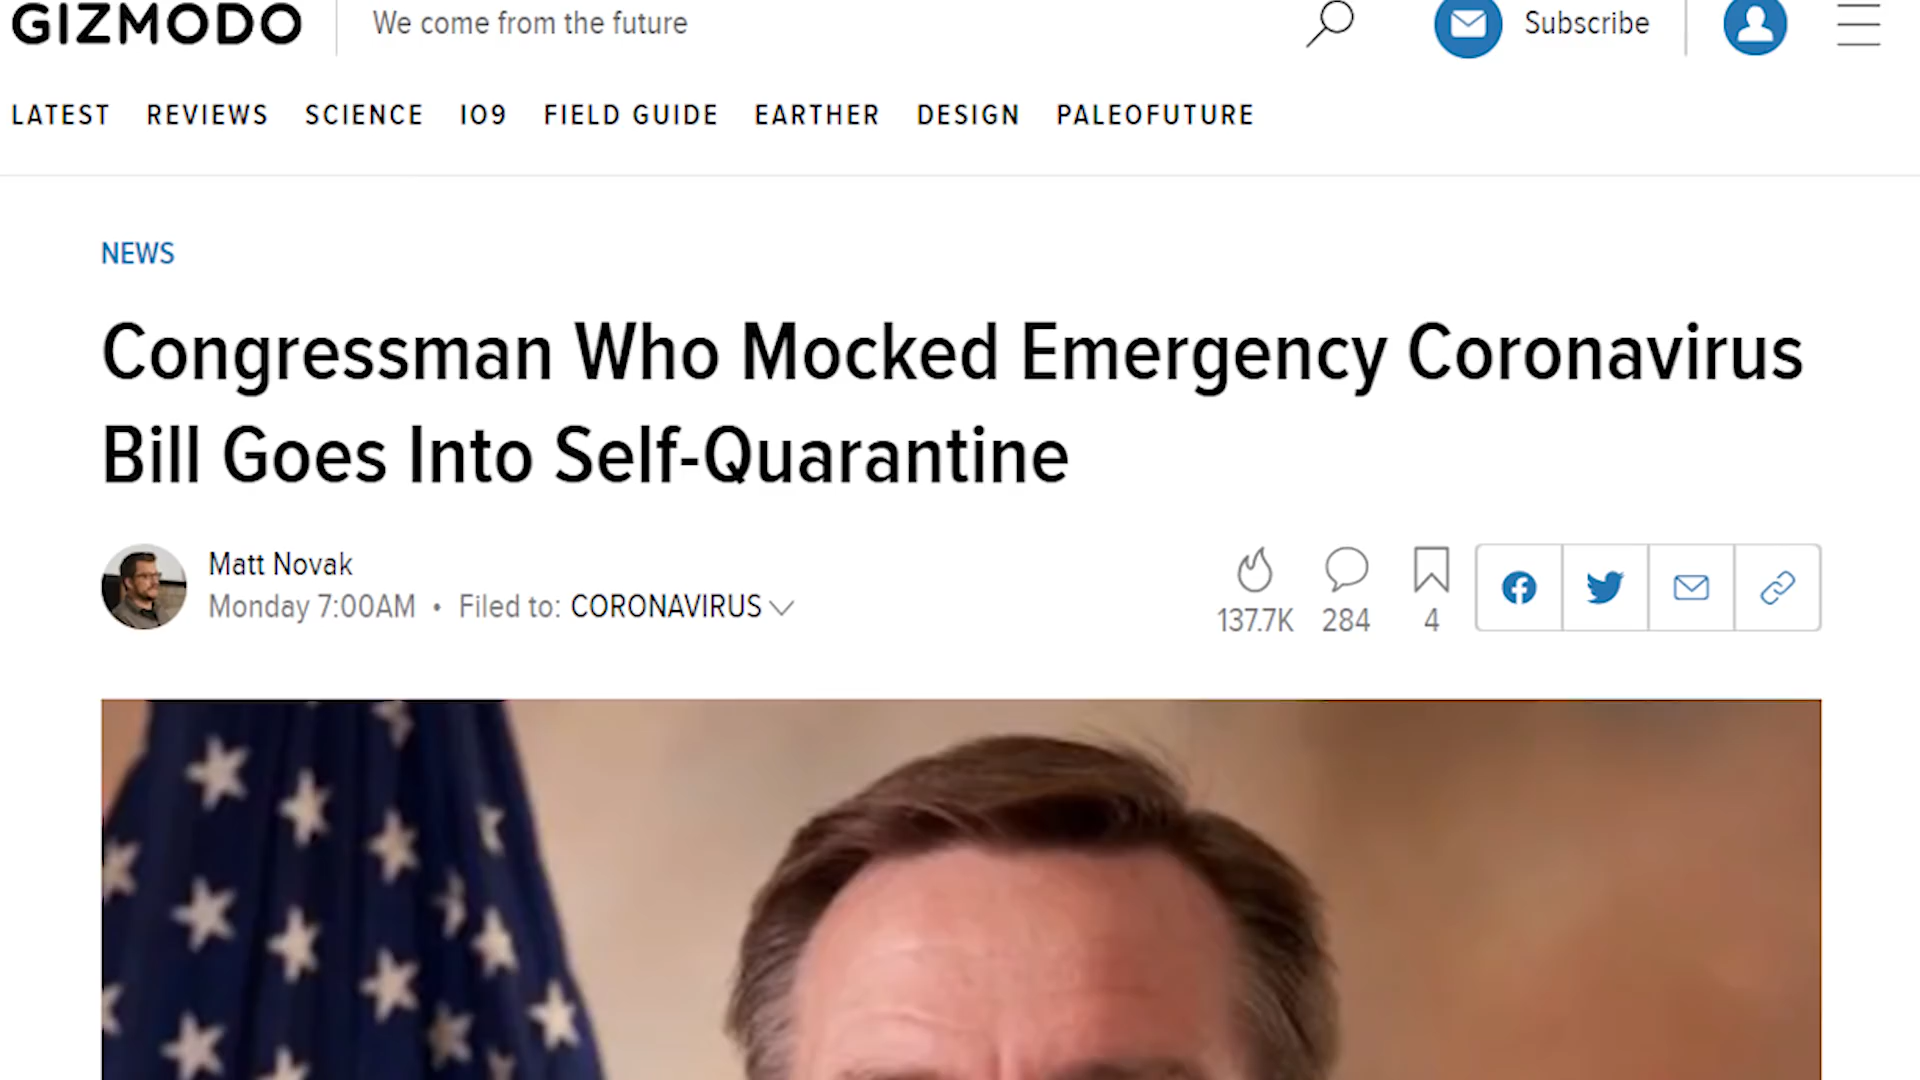 GIZMODO
We come from the future
Subscribe
LATEST REVIEWS SCIENCE IO9 FIELD GUIDE EARTHER DESIGN PALEOFUTURE
NEWS
Congressman Who Mocked Emergency Coronavirus
Bill Goes Into Self-Quarantine
Matt Novak
Monday 7:00AM • Filed to: CORONAVIRUS
137.7K 284 4